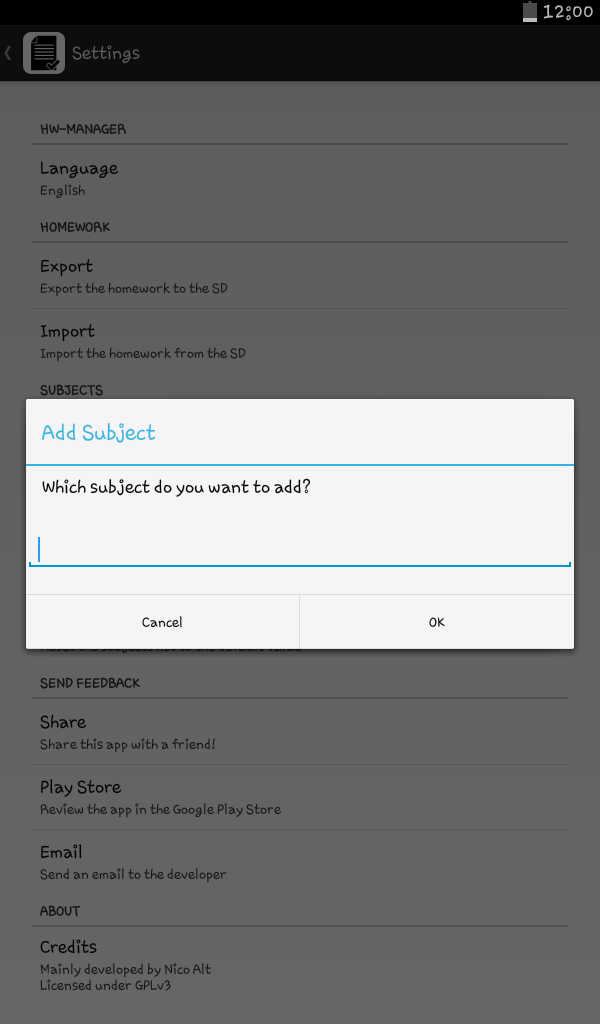 12:00
Settings
HW-MANAGER
Language
English
HOMEWORK
Export
Export the homework to the SD
Import
Import the homework from the SD
SUBJECTS
Add Subject
Which subject do you want to add?
Cancel
OK
SEND FEEDBACK
Share
Share this app with a friend!
Play Store
Review the app in the Google Play Store
Email
Send an email to the developer
ABOUT
Credits
Mainly developed by Nico Alt
Licensed under GPLv3